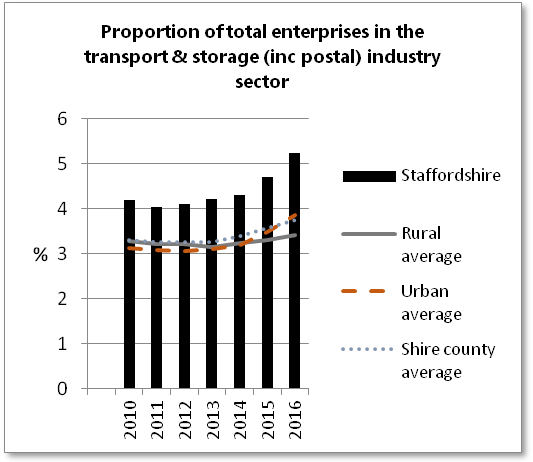 Proportion of total enterprises in the
transport & storage (inc postal) industry
sector
6
5
4
3
2
1
0
%
2010
2011
2012
2013
2014
2015
2016
Staffordshire
Rural
average
Urban
average
Shire county
average